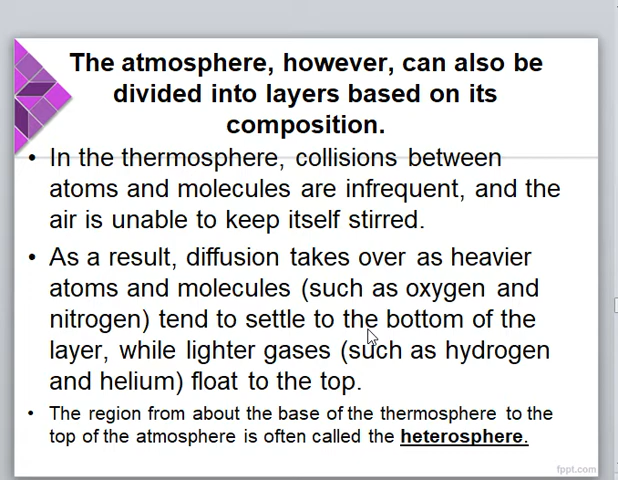 The atmosphere, however, can also be
divided into layers based on its
composition.
• In the thermosphere, collisions between
atoms and molecules are infrequent, and the
air is unable to keep itself stirred.
• As a result, diffusion takes over as heavier
atoms and molecules (such as oxygen and
nitrogen) tend to settle to the bottom of the
layer, while lighter gases (such as hydrogen
and helium) float to the top.
• The region from about the base of the thermosphere to the
top of the atmosphere is often called the heterosphere.
fppt.com